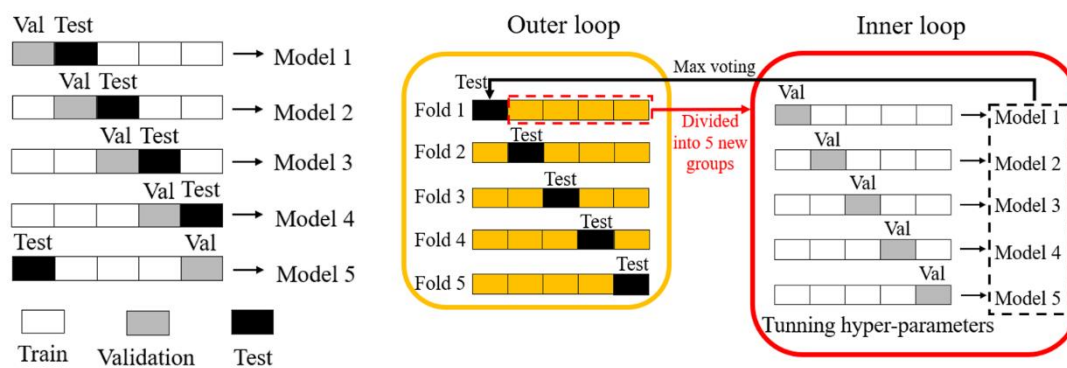 Val Test
Model 1
Val Test
Model 2
Val Test
Model 3
Val Test
Model 4
Test Val
Model 5
Train Validation Test
Outer loop
Test
Fold 1
Test
Fold 2
Test
Fold 3
Test
Fold 4
Test
Fold 5
Max voting
Divided
into 5 new
groups
Inner loop
Val
Model 1
Val
Model 2
Val
Model 3
Val
Model 4
Val
Model 5
Tunning hyper-parameters